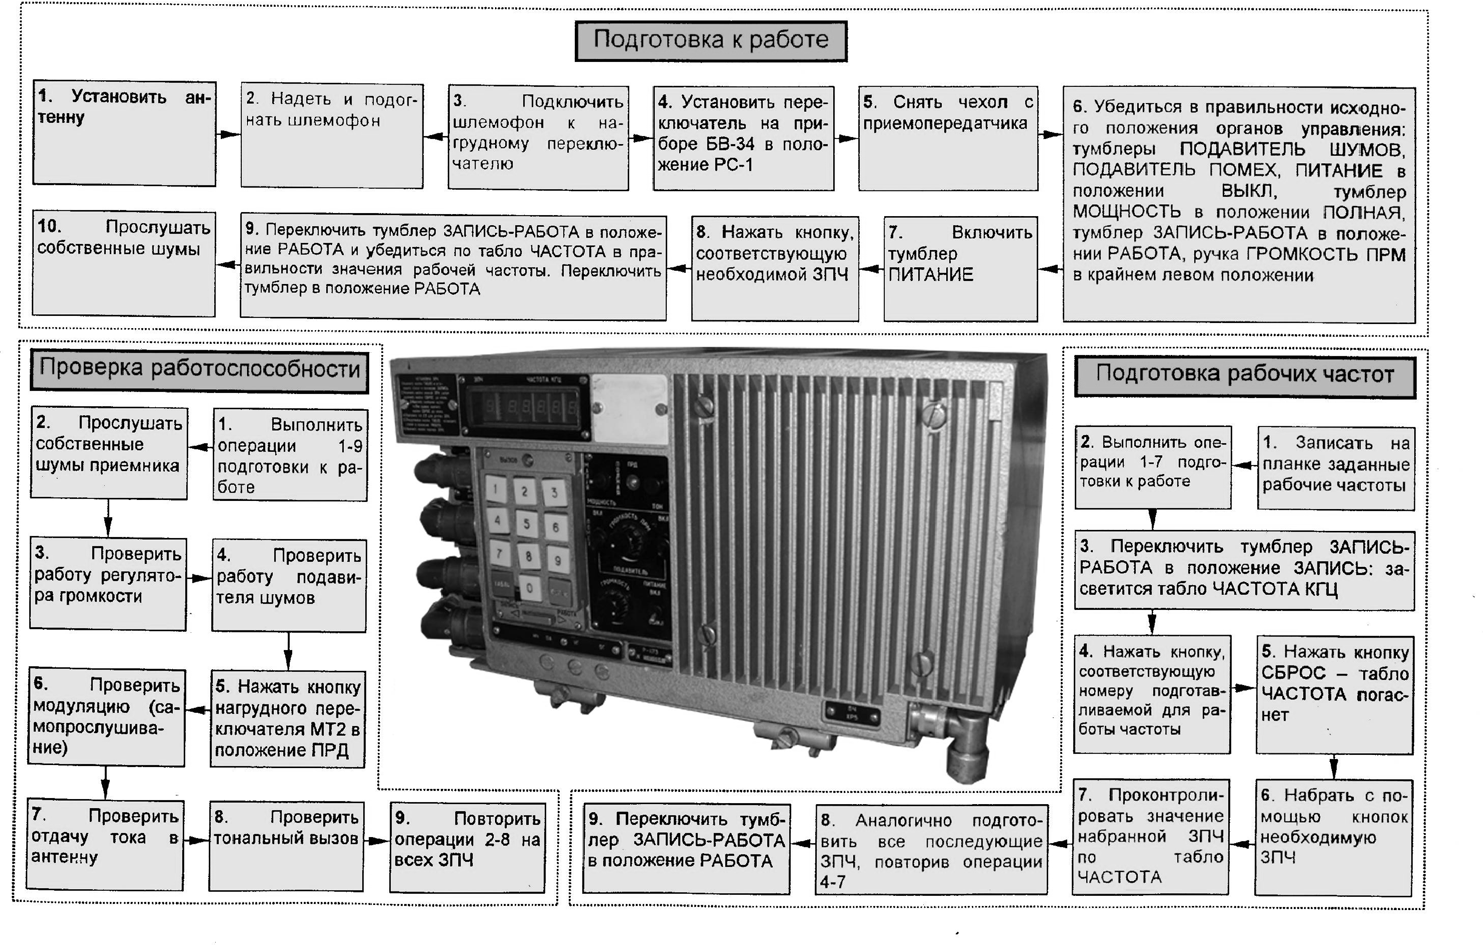 Подготовка к работе
1. Установить ан-
тенну
2. Надеть и подог-
нать шлемофон
3. Подключить
шлемофон к на-
грудному переклю-
чателю
4. Установить пере-
ключатель на при-
боре БВ-34 в поло-
жение РС-1
5. Снять чехол с
приемопередатчика
6. Убедиться в правильности исходно-
го положения органов управления:
тумблеры ПОДАВИТЕЛЬ ШУМОВ,
ПОДАВИТЕЛЬ ПОМЕХ, ПИТАНИЕ в
положении ВЫКЛ, тумблер
МОЩНОСТЬ в положении ПОЛНАЯ,
тумблер ЗАПИСЬ-РАБОТА в положе-
нии РАБОТА, ручка ГРОМКОСТЬ ПРМ
в крайнем левом положении
7. Включить
тумблер
ПИТАНИЕ
8. Нажать кнопку,
соответствующую
необходимой ЗПЧ
9. Переключить тумблер ЗАПИСЬ-РАБОТА в положе-
ние РАБОТА и убедиться по табло ЧАСТОТА в пра-
вильности значения рабочей частоты. Переключить
тумблер в положение РАБОТА
10. Прослушать
собственные шумы
Проверка работоспособности
1. Выполнить
операции 1-9
подготовки к ра-
боте
2. Прослушать
собственные
шумы приемника
3. Проверить
работу регулято-
ра громкости
4. Проверить
работу подави-
теля шумов
5. Нажать кнопку
нагрудного пере-
ключателя МТ2 в
положение ПРД
6. Проверить
модуляцию (са-
мопрослушива-
ние)
7. Проверить
отдачу тока в
антенну
8. Проверить
тональный вызов
9. Повторить
операции 2-8 на
всех ЗПЧ
ЧАСТОТА КГЦ
ВЫЗОВ
ПРД
1 2 3
4 5 6
7 8 9
0
МОЩНОСТЬ
ТОН
ВКЛ
ВКЛ
ГРОМКОСТЬ ПРМ
ПОДАВИТЕЛЬ
ГРОМКОСТЬ
ПИТАНИЕ
ВКЛ
РАБОТА
Подготовка рабочих частот
1. Записать на
планке заданные
рабочие частоты
2. Выполнить опе-
рации 1-7 подго-
товки к работе
3. Переключить тумблер ЗАПИСЬ-
РАБОТА в положение ЗАПИСЬ: за-
светится табло ЧАСТОТА КГЦ
4. Нажать кнопку,
соответствующую
номеру подготав-
ливаемой для ра-
боты частоты
5. Нажать кнопку
СБРОС – табло
ЧАСТОТА погас-
нет
6. Набрать с по-
мощью кнопок
необходимую
ЗПЧ
7. Проконтроли-
ровать значение
набранной ЗПЧ
по табло
ЧАСТОТА
8. Аналогично подгото-
вить все последующие
ЗПЧ, повторив операции
4-7
9. Переключить тумб-
лер ЗАПИСЬ-РАБОТА
в положение РАБОТА